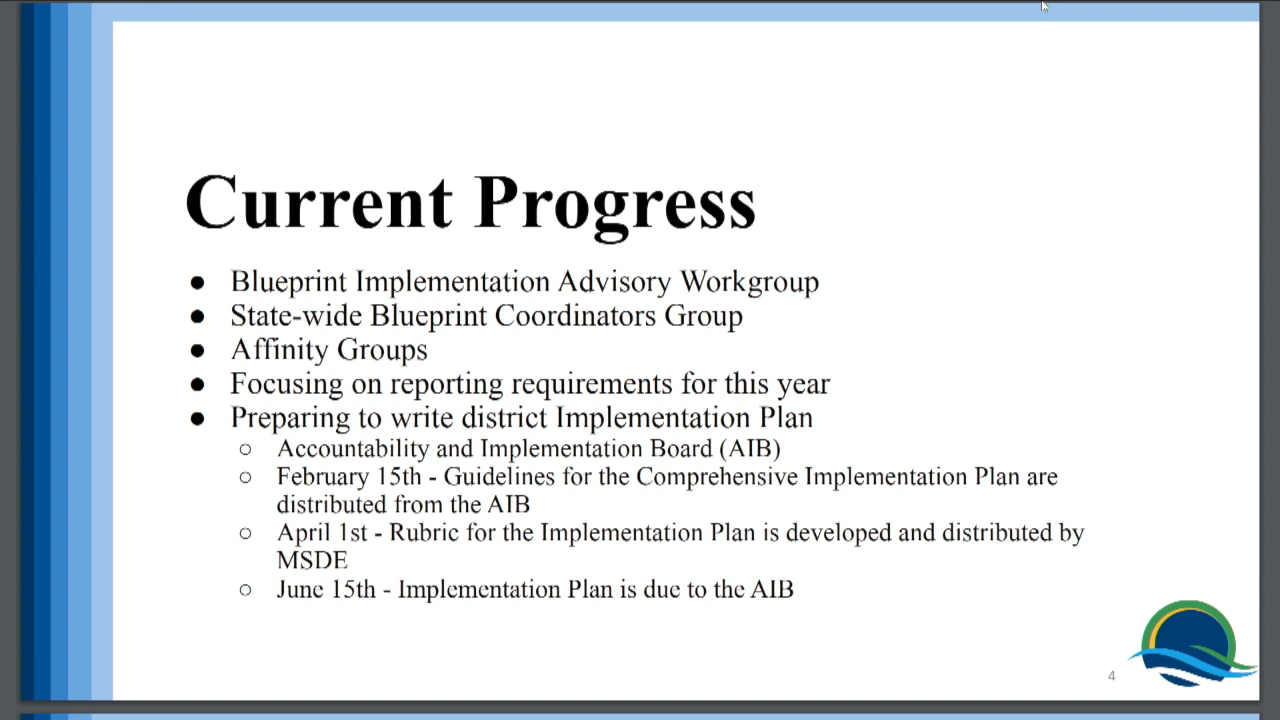 Current Progress
● Blueprint Implementation Advisory Workgroup
● State-wide Blueprint Coordinators Group
● Affinity Groups
● Focusing on reporting requirements for this year
● Preparing to write district Implementation Plan
○ Accountability and Implementation Board (AIB)
○ February 15th - Guidelines for the Comprehensive Implementation Plan are
distributed from the AIB
○ April 1st - Rubric for the Implementation Plan is developed and distributed by
MSDE
○ June 15th - Implementation Plan is due to the AIB
4